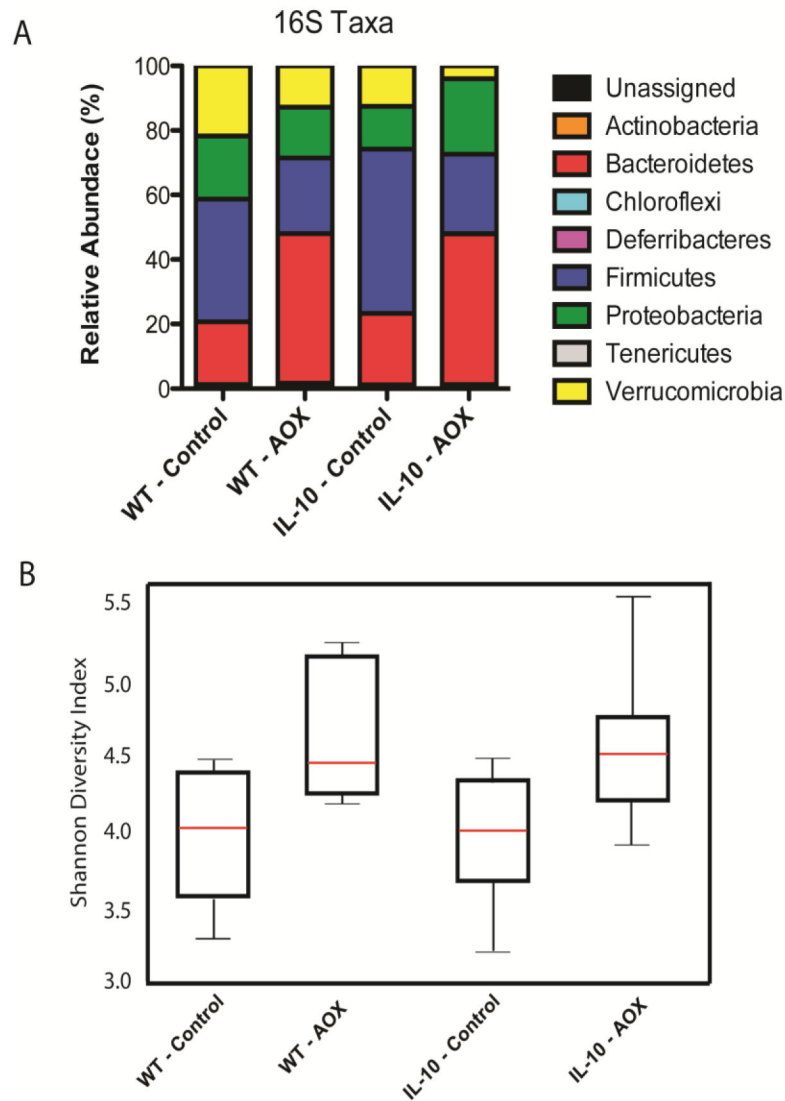 A
16S Taxa
Relative Abundace (%)
100
80
60
40
20
0
WT - Control
WT - AOX
IL-10 - Control
IL-10 - AOX
Unassigned
Actinobacteria
Bacteroidetes
Chloroflexi
Deferribacteres
Firmicutes
Proteobacteria
Tenericutes
Verrucomicrobia
B
Shannon Diversity Index
5.5
5.0
4.5
4.0
3.5
3.0
WT - Control
WT - AOX
IL-10 - Control
IL-10 - AOX